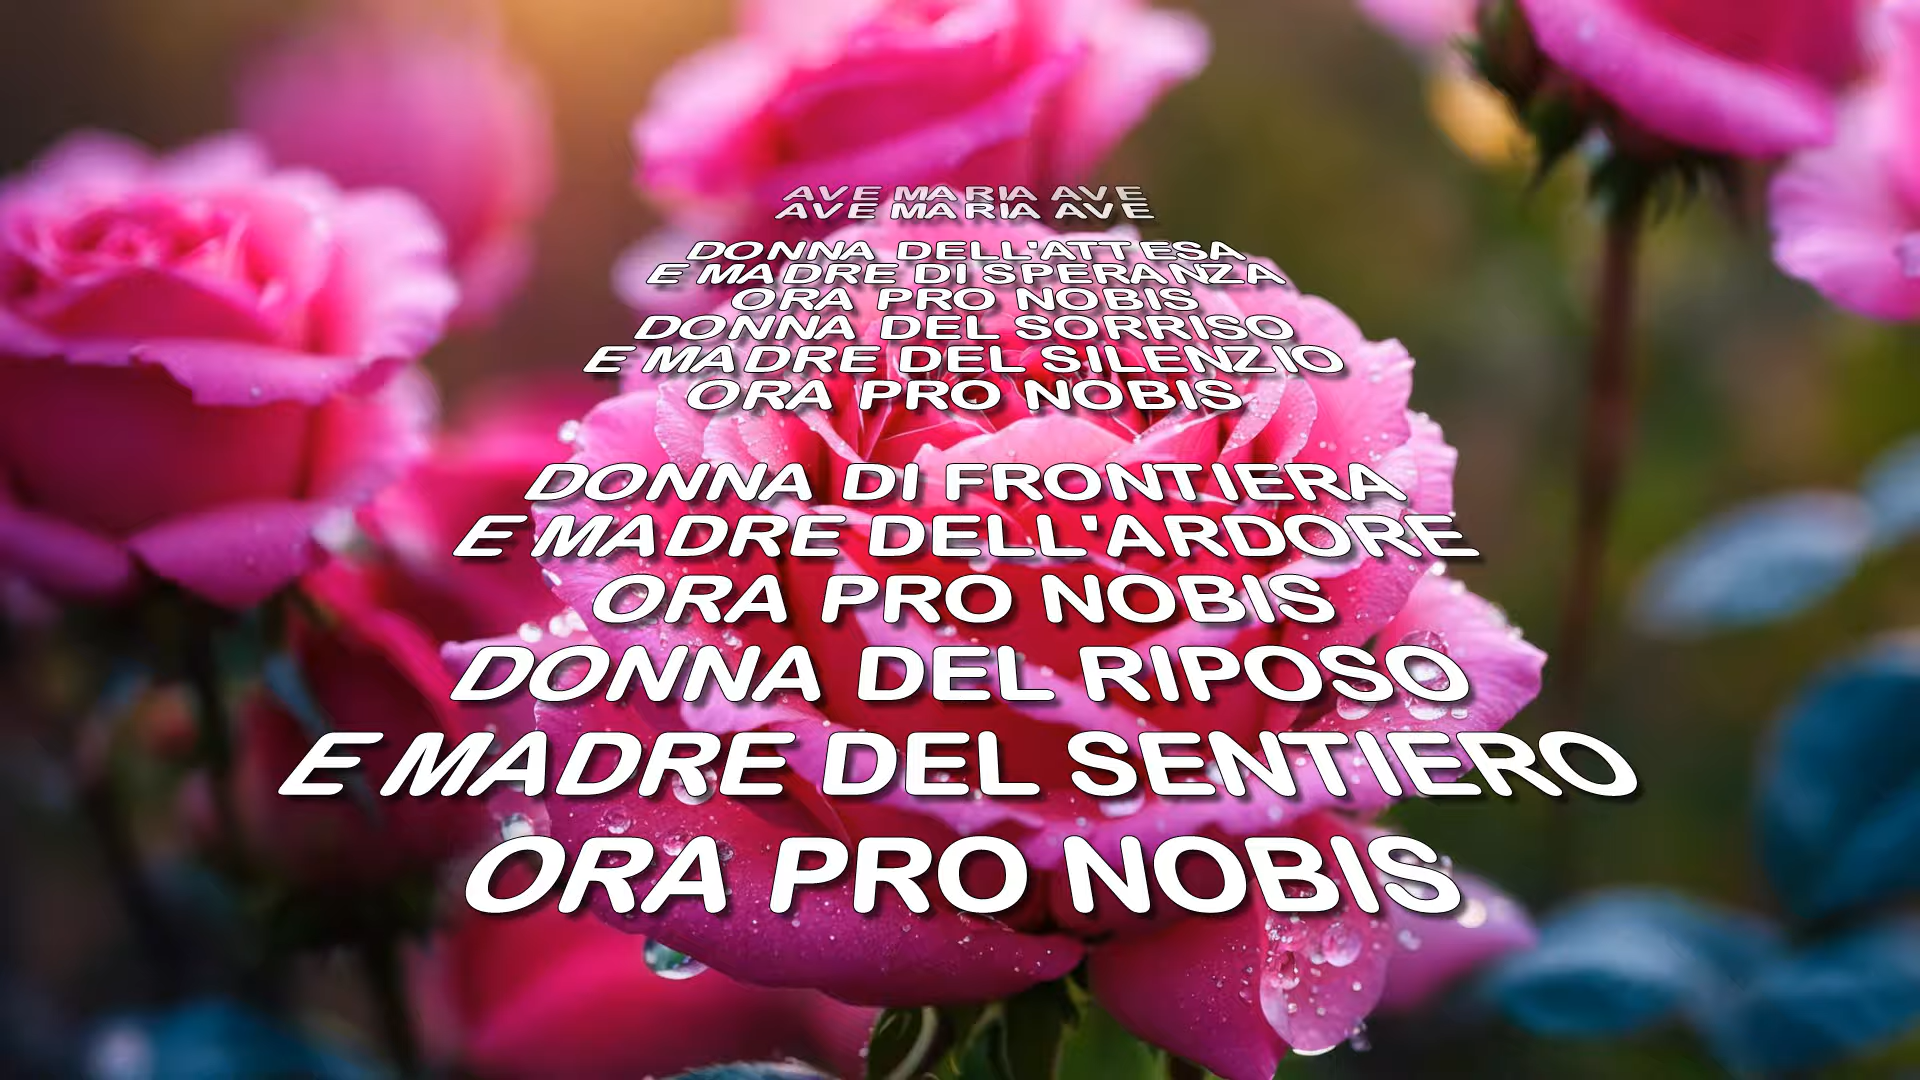 AVE MARIA AVE
AVE MARIA AVE
DONNA DELL'ATTESA
E MADRE DI SPERANZA
ORA PRO NOBIS
DONNA DEL SORRISO
E MADRE DEL SILENZIO
ORA PRO NOBIS
DONNA DI FRONTIERA
E MADRE DELL'ARDORE
ORA PRO NOBIS
DONNA DEL RIPOSO
E MADRE DEL SENTIERO
ORA PRO NOBIS